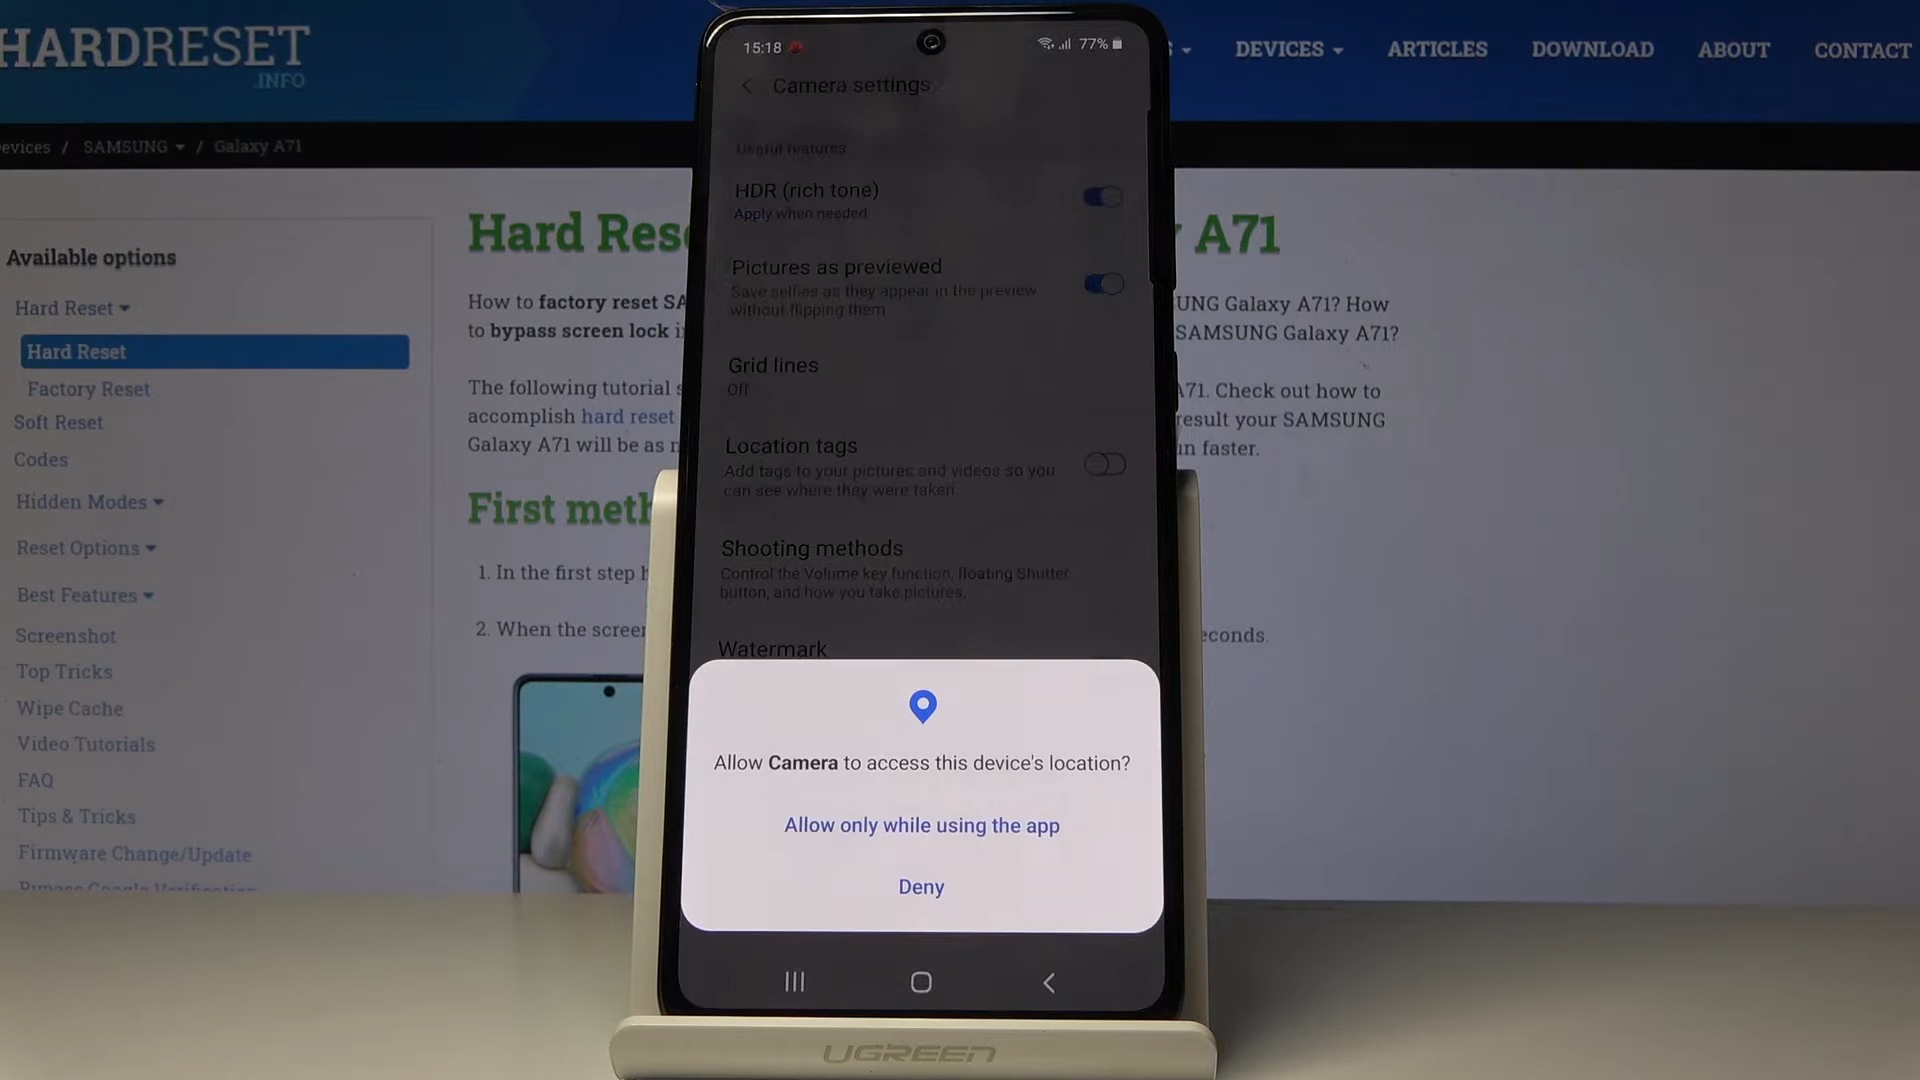 HARDRESET
.INFO
DEVICES
ARTICLES
DOWNLOAD
ABOUT
CONTACT
/ SAMSUNG / Galaxy A71
Available options
Hard Reset
Hard Reset
Factory Reset
Soft Reset
Codes
Hidden Modes
Reset Options
Best Features
Screenshot
Top Tricks
Wipe Cache
Video Tutorials
FAQ
Tips & Tricks
Firmware Change/Update
Hard A71
How to factory reset Galaxy A71? How
to bypass screen lock SAMSUNG Galaxy A71?
The following tutorial A71. Check out how to
accomplish hard reset result your SAMSUNG
Galaxy A71 will be as faster.
First
1. In the first step
2. When the
15:18 77%
Camera settings
Useful features
HDR (rich tone)
Apply when needed
Pictures as previewed
Save selfies as they appear in the preview
without flipping them
Grid lines
Off
Location tags
Add tags to your pictures and videos so you
can see where they were taken.
Shooting methods
Control the Volume key function, floating Shutter
button, and how you take pictures.
Watermark
Allow Camera to access this device's location?
Allow only while using the app
Deny
UGREEN